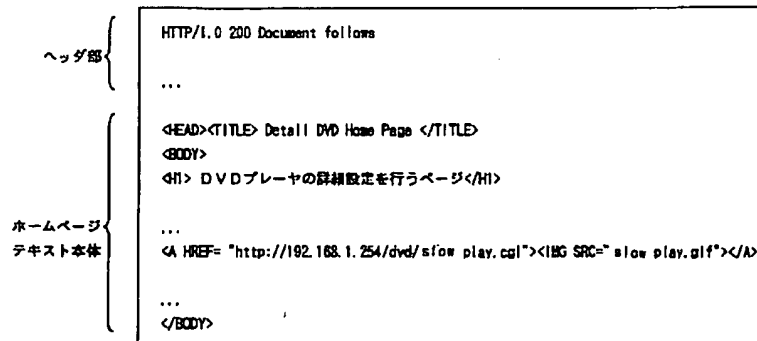 ヘッダ部
HTTP/1.0 200 Document follows
...
ホームページ
テキスト本体
<HEAD><TITLE> Detail DVD Home Page </TITLE>
<BODY>
<H1> DVDプレーヤの詳細設定を行うページ</H1>
...
<A HREF= "http://192.168.1.254/dvd/slow play.cgi"><IMG SRC="slow play.gif"></A>
...
</BODY>